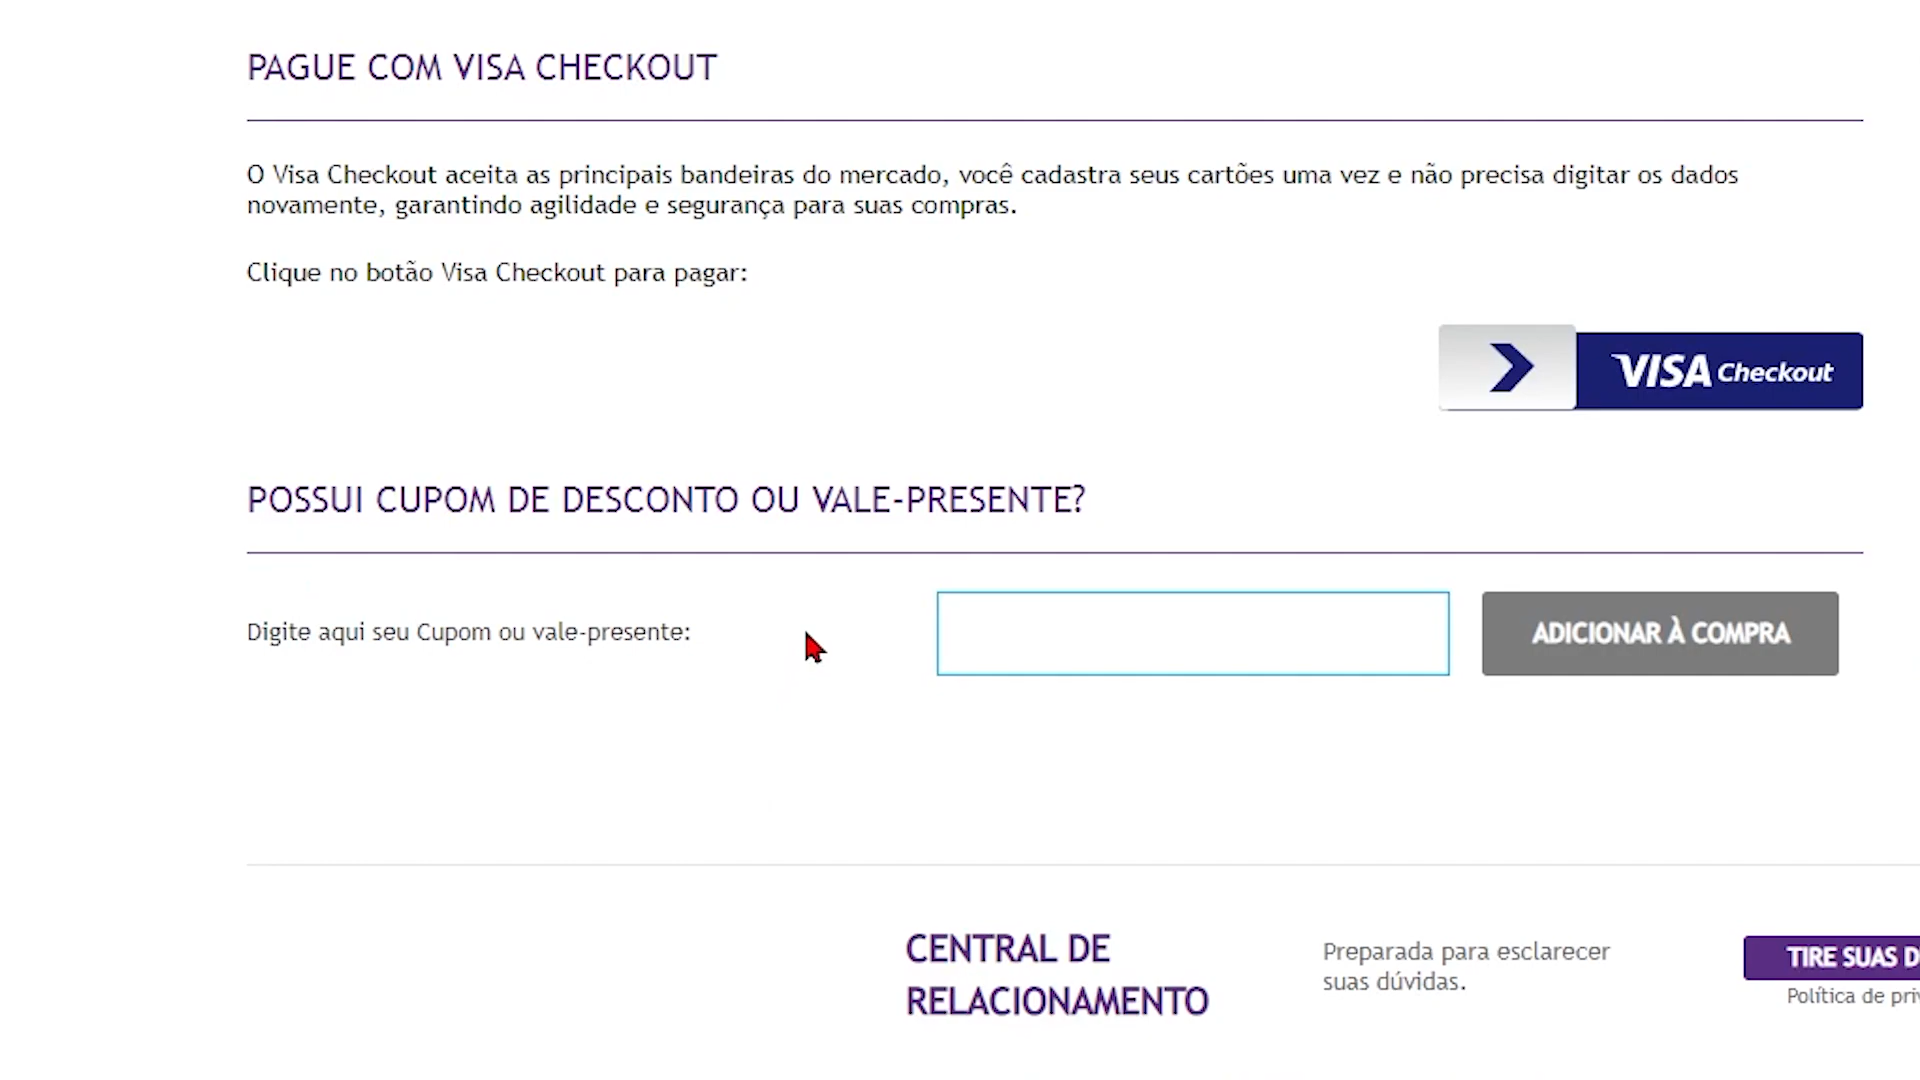 PAGUE COM VISA CHECKOUT
O Visa Checkout aceita as principais bandeiras do mercado, você cadastra seus cartões uma vez e não precisa digitar os dados
novamente, garantindo agilidade e segurança para suas compras.
Clique no botão Visa Checkout para pagar:
VISA Checkout
POSSUI CUPOM DE DESCONTO OU VALE-PRESENTE?
Digite aqui seu Cupom ou vale-presente:
ADICIONAR À COMPRA
CENTRAL DE
RELACIONAMENTO
Preparada para esclarecer
suas dúvidas.
TIRE SUAS
Política de